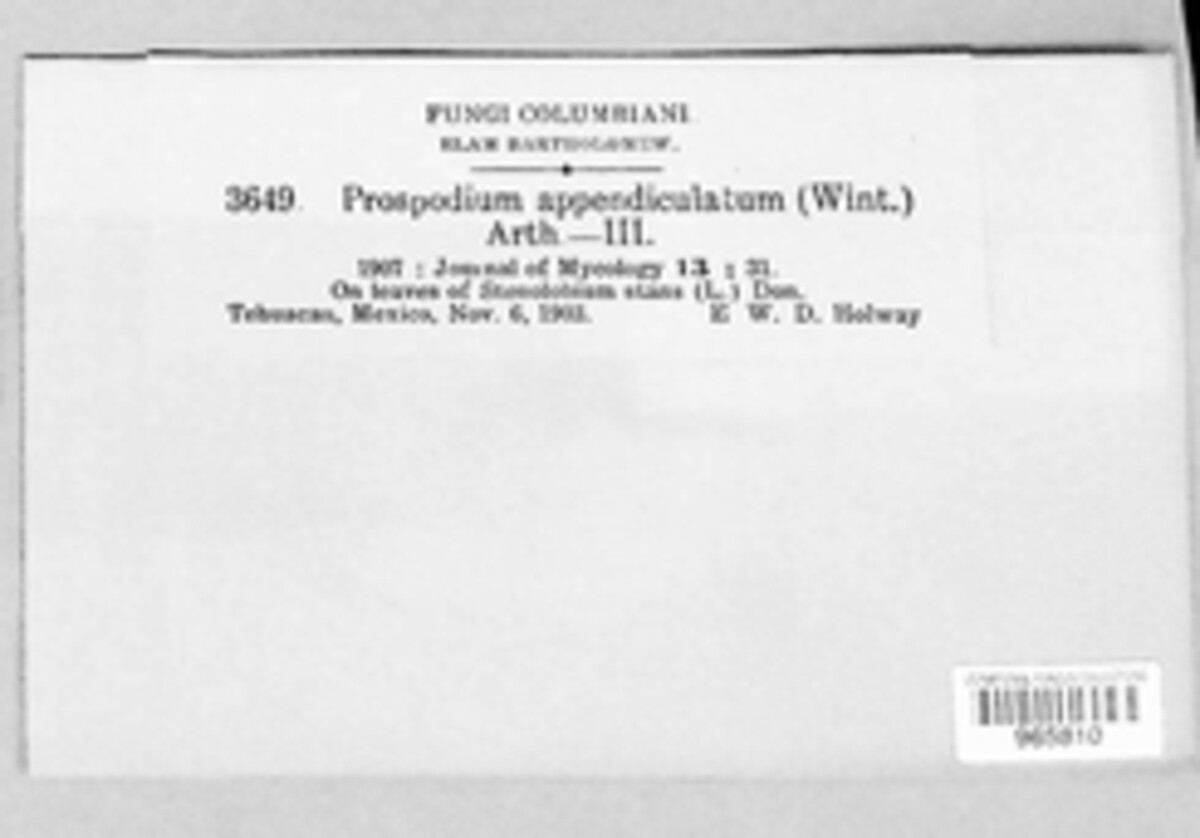 FUNGI COLUMBIANI
ELAM BARTHOLOMEW.
3649. Prospodium appendiculatum (Wint.)
Arth.—III.
1907 : Journal of Mycology 13 : 31.
On leaves of Stenolobium stans (L.) Don.
Tehuacan, Mexico, Nov. 6, 1903. E. W. D. Holway
965810